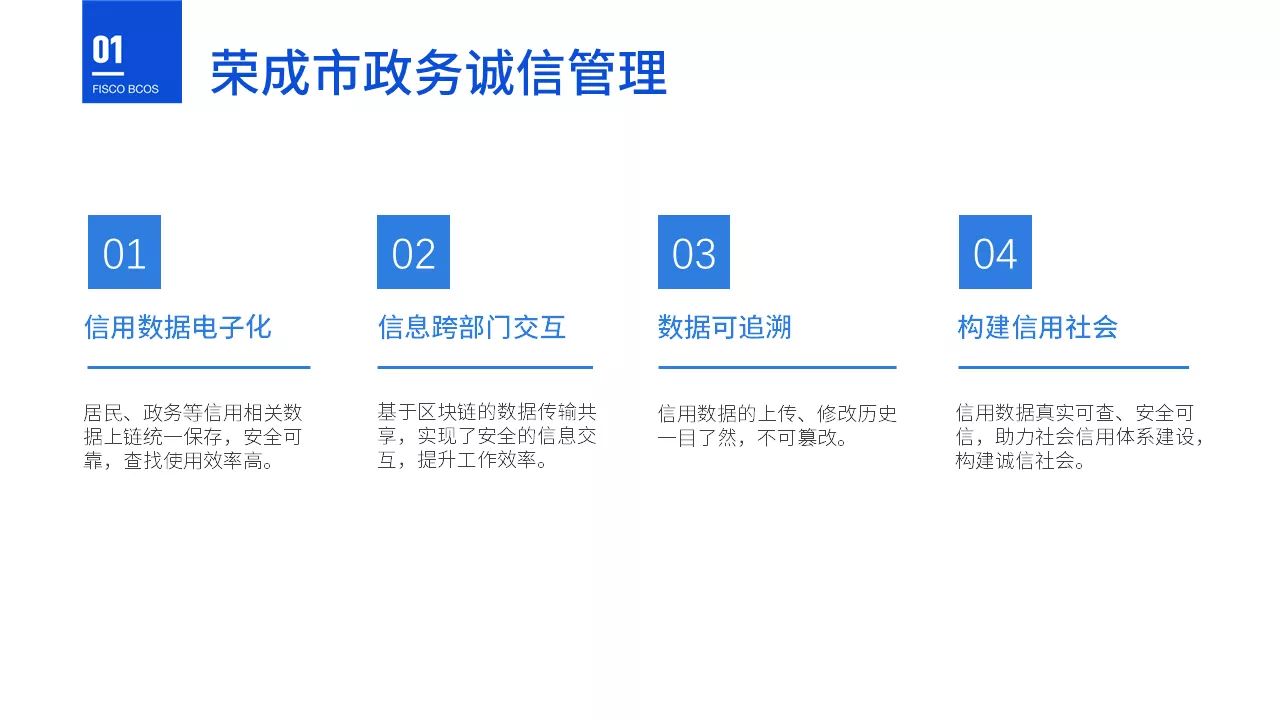 01
FISCO BCOS
荣成市政务诚信管理
01
信用数据电子化
居民、政务等信用相关数
据上链统一保存，安全可
靠，查找使用效率高。
02
信息跨部门交互
基于区块链的数据传输共
享，实现了安全的信息交
互，提升工作效率。
03
数据可追溯
信用数据的上传、修改历史
一目了然，不可篡改。
04
构建信用社会
信用数据真实可查、安全可
信，助力社会信用体系建设，
构建诚信社会。